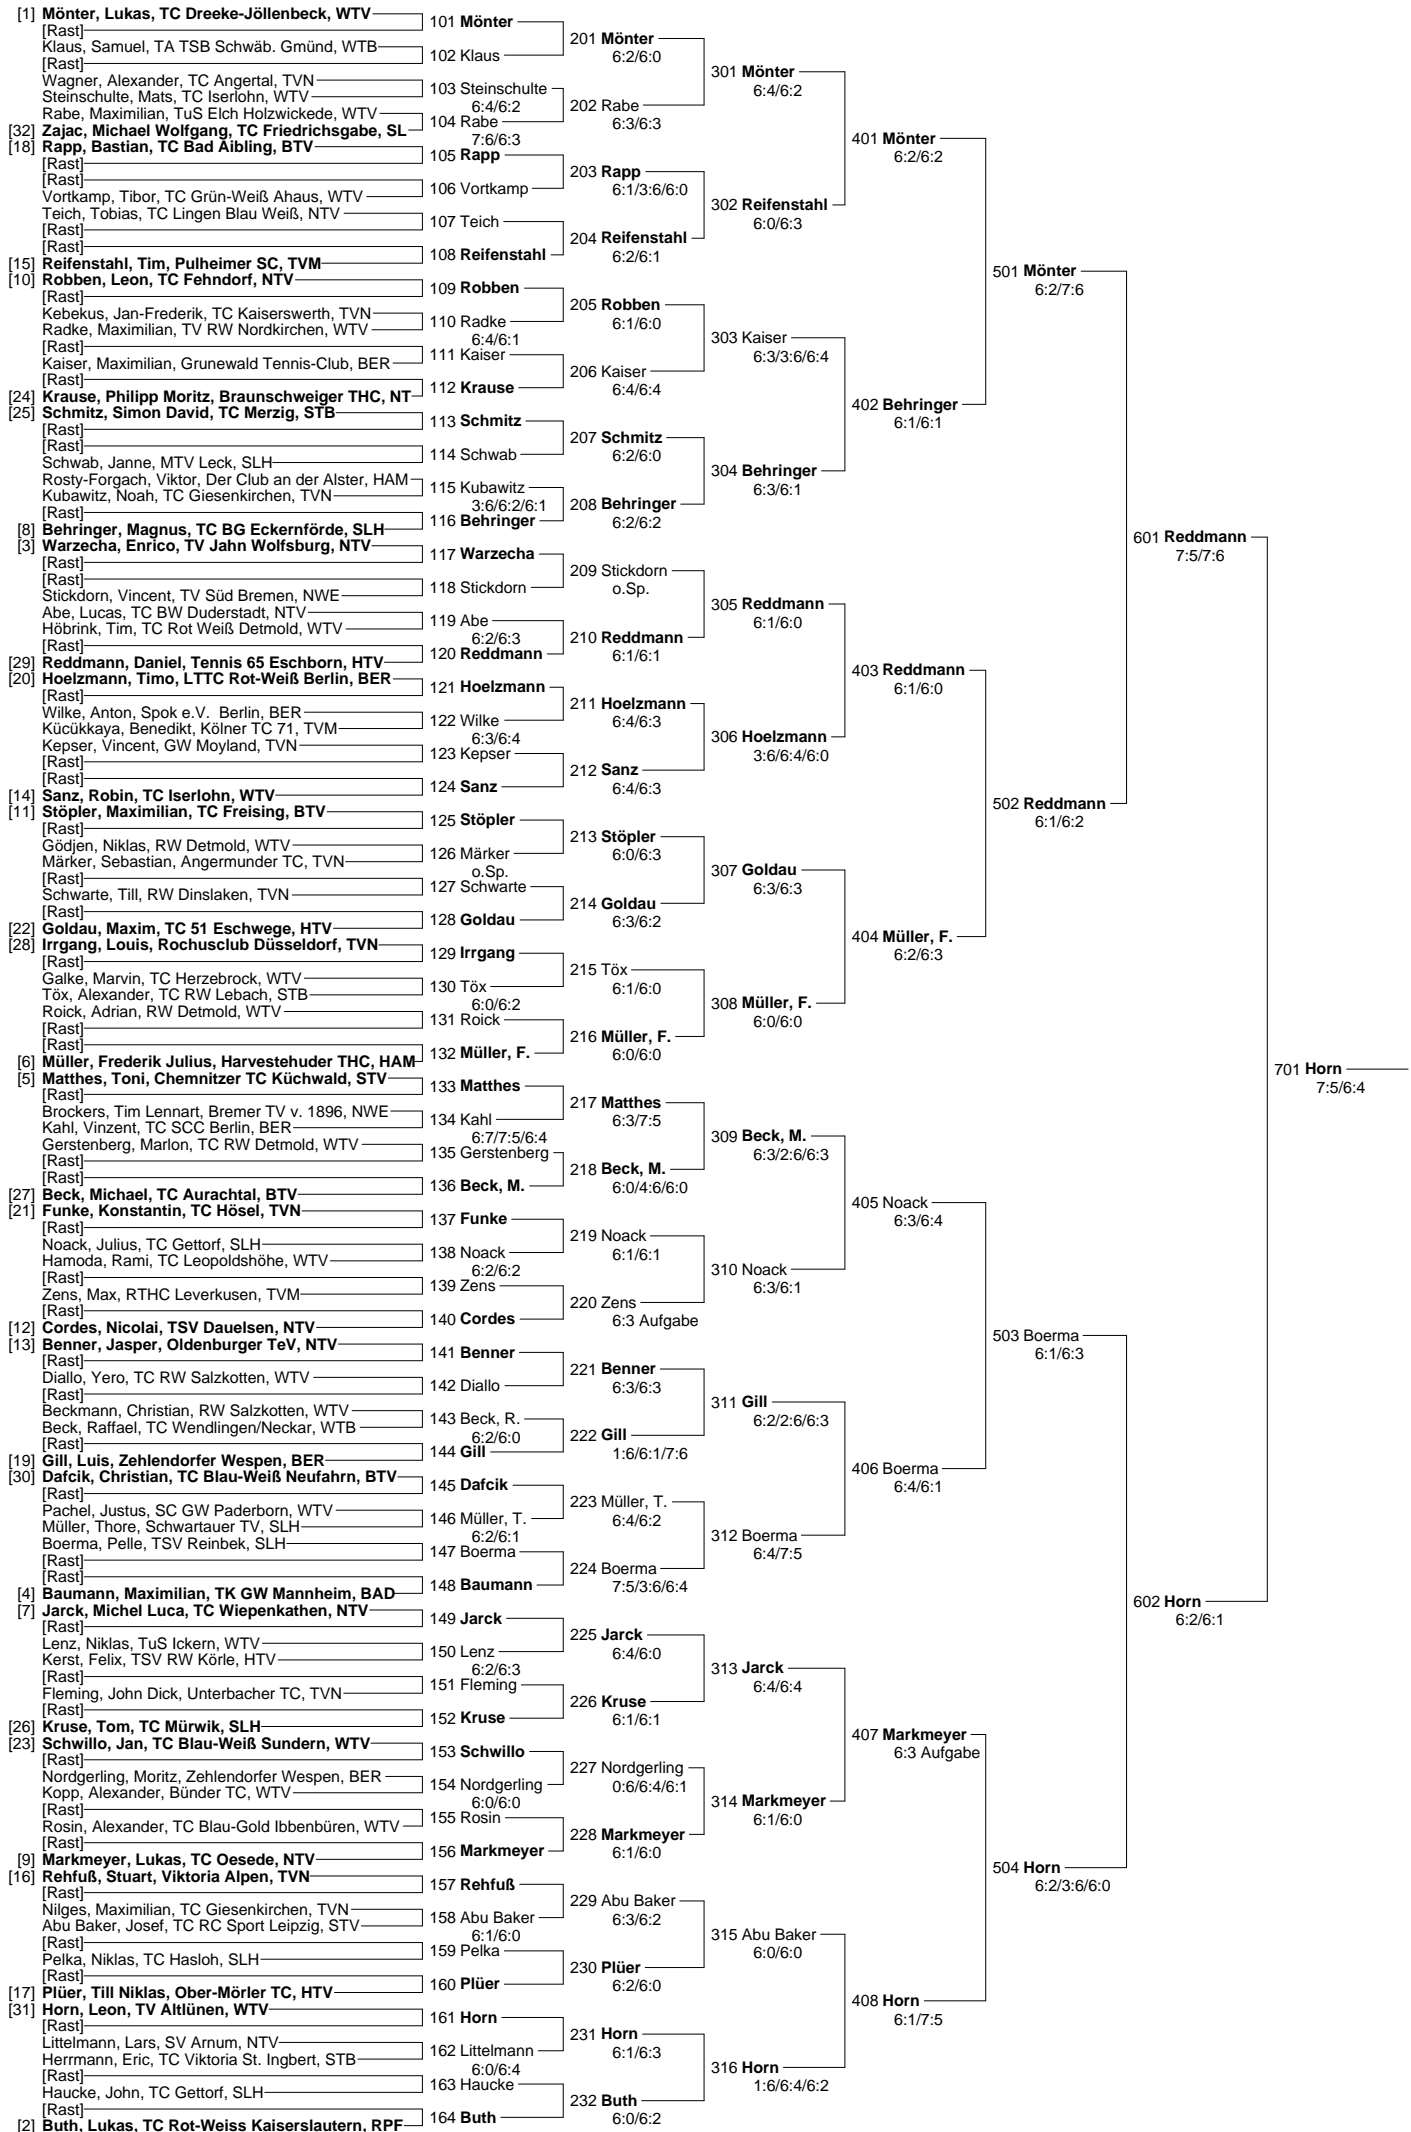 [1] Mönter, Lukas, TC Dreeke-Jöllenbeck, WTV
[Rast]
Klaus, Samuel, TA TSB Schwäb. Gmünd, WTB
[Rast]
Wagner, Alexander, TC Angertal, TVN
Steinschulte, Mats, TC Iserlohn, WTV
Rabe, Maximilian, TuS Elch Holzwickede, WTV
[32] Zajac, Michael Wolfgang, TC Friedrichsgabe, SL
[18] Rapp, Bastian, TC Bad Aibling, BTV
[Rast]
[Rast]
Vortkamp, Tibor, TC Grün-Weiß Ahaus, WTV
Teich, Tobias, TC Lingen Blau Weiß, NTV
[Rast]
[Rast]
[15] Reifenstahl, Tim, Pulheimer SC, TVM
[10] Robben, Leon, TC Fehndorf, NTV
[Rast]
Kebekus, Jan-Frederik, TC Kaiserswerth, TVN
Radke, Maximilian, TV RW Nordkirchen, WTV
[Rast]
Kaiser, Maximilian, Grunewald Tennis-Club, BER
[Rast]
[24] Krause, Philipp Moritz, Braunschweiger THC, NT
[25] Schmitz, Simon David, TC Merzig, STB
[Rast]
[Rast]
Schwab, Janne, MTV Leck, SLH
Rosty-Forgach, Viktor, Der Club an der Alster, HAM
Kubawitz, Noah, TC Giesenkirchen, TVN
[Rast]
[8] Behringer, Magnus, TC BG Eckernförde, SLH
[3] Warzecha, Enrico, TV Jahn Wolfsburg, NTV
[Rast]
[Rast]
Stickdorn, Vincent, TV Süd Bremen, NWE
Abe, Lucas, TC BW Duderstadt, NTV
Höbrink, Tim, TC Rot Weiß Detmold, WTV
[Rast]
[29] Reddmann, Daniel, Tennis 65 Eschborn, HTV
[20] Hoelzmann, Timo, LTTC Rot-Weiß Berlin, BER
[Rast]
Wilke, Anton, Spok e.V. Berlin, BER
Kücükkaya, Benedikt, Kölner TC 71, TVM
Kepser, Vincent, GW Moyland, TVN
[Rast]
[Rast]
[14] Sanz, Robin, TC Iserlohn, WTV
[11] Stöpler, Maximilian, TC Freising, BTV
[Rast]
Gödjen, Niklas, RW Detmold, WTV
Märker, Sebastian, Angermunder TC, TVN
[Rast]
Schwarte, Till, RW Dinslaken, TVN
[Rast]
[22] Goldau, Maxim, TC 51 Eschwege, HTV
[28] Irrgang, Louis, Rochusclub Düsseldorf, TVN
[Rast]
Galke, Marvin, TC Herzebrock, WTV
Töx, Alexander, TC RW Lebach, STB
Roick, Adrian, RW Detmold, WTV
[Rast]
[Rast]
[6] Müller, Frederik Julius, Harvestehuder THC, HAM
[5] Matthes, Toni, Chemnitzer TC Küchwald, STV
[Rast]
Brockers, Tim Lennart, Bremer TV v. 1896, NWE
Kahl, Vinzent, TC SCC Berlin, BER
Gerstenberg, Marlon, TC RW Detmold, WTV
[Rast]
[Rast]
[27] Beck, Michael, TC Aurachtal, BTV
[21] Funke, Konstantin, TC Hösel, TVN
[Rast]
Noack, Julius, TC Gettorf, SLH
Hamoda, Rami, TC Leopoldshöhe, WTV
[Rast]
Zens, Max, RTHC Leverkusen, TVM
[Rast]
[12] Cordes, Nicolai, TSV Dauelsen, NTV
[13] Benner, Jasper, Oldenburger TeV, NTV
[Rast]
Diallo, Yero, TC RW Salzkotten, WTV
[Rast]
Beckmann, Christian, RW Salzkotten, WTV
Beck, Raffael, TC Wendlingen/Neckar, WTB
[Rast]
[19] Gill, Luis, Zehlendorfer Wespen, BER
[30] Dafcik, Christian, TC Blau-Weiß Neufahrn, BTV
[Rast]
Pachel, Justus, SC GW Paderborn, WTV
Müller, Thore, Schwartauer TV, SLH
Boerma, Pelle, TSV Reinbek, SLH
[Rast]
[Rast]
[4] Baumann, Maximilian, TK GW Mannheim, BAD
[7] Jarck, Michel Luca, TC Wiepenkathen, NTV
[Rast]
Lenz, Niklas, TuS Ickern, WTV
Kerst, Felix, TSV RW Körle, HTV
[Rast]
Fleming, John Dick, Unterbacher TC, TVN
[Rast]
[26] Kruse, Tom, TC Mürwik, SLH
[23] Schwillo, Jan, TC Blau-Weiß Sundern, WTV
[Rast]
Nordgerling, Moritz, Zehlendorfer Wespen, BER
Kopp, Alexander, Bünder TC, WTV
[Rast]
Rosin, Alexander, TC Blau-Gold Ibbenbüren, WTV
[Rast]
[9] Markmeyer, Lukas, TC Oesede, NTV
[16] Rehfuß, Stuart, Viktoria Alpen, TVN
[Rast]
Nilges, Maximilian, TC Giesenkirchen, TVN
Abu Baker, Josef, TC RC Sport Leipzig, STV
[Rast]
Pelka, Niklas, TC Hasloh, SLH
[Rast]
[17] Plüer, Till Niklas, Ober-Mörler TC, HTV
[31] Horn, Leon, TV Altlünen, WTV
[Rast]
Littelmann, Lars, SV Arnum, NTV
Herrmann, Eric, TC Viktoria St. Ingbert, STB
[Rast]
Haucke, John, TC Gettorf, SLH
[Rast]
[2] Buth, Lukas, TC Rot-Weiss Kaiserslautern, RPF
101 Mönter
102 Klaus
103 Steinschulte
6:4/6:2
104 Rabe
7:6/6:3
105 Rapp
106 Vortkamp
107 Teich
108 Reifenstahl
109 Robben
110 Radke
6:4/6:1
111 Kaiser
112 Krause
113 Schmitz
114 Schwab
115 Kubawitz
3:6/6:2/6:1
116 Behringer
117 Warzecha
118 Stickdorn
119 Abe
6:2/6:3
120 Reddmann
121 Hoelzmann
122 Wilke
6:3/6:4
123 Kepser
124 Sanz
125 Stöpler
126 Märker
o.Sp.
127 Schwarte
128 Goldau
129 Irrgang
130 Töx
6:0/6:2
131 Roick
132 Müller, F.
133 Matthes
134 Kahl
6:7/7:5/6:4
135 Gerstenberg
136 Beck, M.
137 Funke
138 Noack
6:2/6:2
139 Zens
140 Cordes
141 Benner
142 Diallo
143 Beck, R.
6:2/6:0
144 Gill
145 Dafcik
146 Müller, T.
6:2/6:1
147 Boerma
148 Baumann
149 Jarck
150 Lenz
6:2/6:3
151 Fleming
152 Kruse
153 Schwillo
154 Nordgerling
6:0/6:0
155 Rosin
156 Markmeyer
157 Rehfuß
158 Abu Baker
6:1/6:0
159 Pelka
160 Plüer
161 Horn
162 Littelmann
6:0/6:4
163 Haucke
164 Buth
201 Mönter
6:2/6:0
202 Rabe
6:3/6:3
203 Rapp
6:1/3:6/6:0
204 Reifenstahl
6:2/6:1
205 Robben
6:1/6:0
206 Kaiser
6:4/6:4
207 Schmitz
6:2/6:0
208 Behringer
6:2/6:2
209 Stickdorn
o.Sp.
210 Reddmann
6:1/6:1
211 Hoelzmann
6:4/6:3
212 Sanz
6:4/6:3
213 Stöpler
6:0/6:3
214 Goldau
6:3/6:2
215 Töx
6:1/6:0
216 Müller, F.
6:0/6:0
217 Matthes
6:3/7:5
218 Beck, M.
6:0/4:6/6:0
219 Noack
6:1/6:1
220 Zens
6:3 Aufgabe
221 Benner
6:3/6:3
222 Gill
1:6/6:1/7:6
223 Müller, T.
6:4/6:2
224 Boerma
7:5/3:6/6:4
225 Jarck
6:4/6:0
226 Kruse
6:1/6:1
227 Nordgerling
0:6/6:4/6:1
228 Markmeyer
6:1/6:0
229 Abu Baker
6:3/6:2
230 Plüer
6:2/6:0
231 Horn
6:1/6:3
232 Buth
6:0/6:2
301 Mönter
6:4/6:2
302 Reifenstahl
6:0/6:3
303 Kaiser
6:3/3:6/6:4
304 Behringer
6:3/6:1
305 Reddmann
6:1/6:0
306 Hoelzmann
3:6/6:4/6:0
307 Goldau
6:3/6:3
308 Müller, F.
6:0/6:0
309 Beck, M.
6:3/2:6/6:3
310 Noack
6:3/6:1
311 Gill
6:2/2:6/6:3
312 Boerma
6:4/7:5
313 Jarck
6:4/6:4
314 Markmeyer
6:1/6:0
315 Abu Baker
6:0/6:0
316 Horn
1:6/6:4/6:2
401 Mönter
6:2/6:2
402 Behringer
6:1/6:1
403 Reddmann
6:1/6:0
404 Müller, F.
6:2/6:3
405 Noack
6:3/6:4
406 Boerma
6:4/6:1
407 Markmeyer
6:3 Aufgabe
408 Horn
6:1/7:5
501 Mönter
6:2/7:6
502 Reddmann
6:1/6:2
503 Boerma
6:1/6:3
504 Horn
6:2/3:6/6:0
601 Reddmann
7:5/7:6
602 Horn
6:2/6:1
701 Horn
7:5/6:4